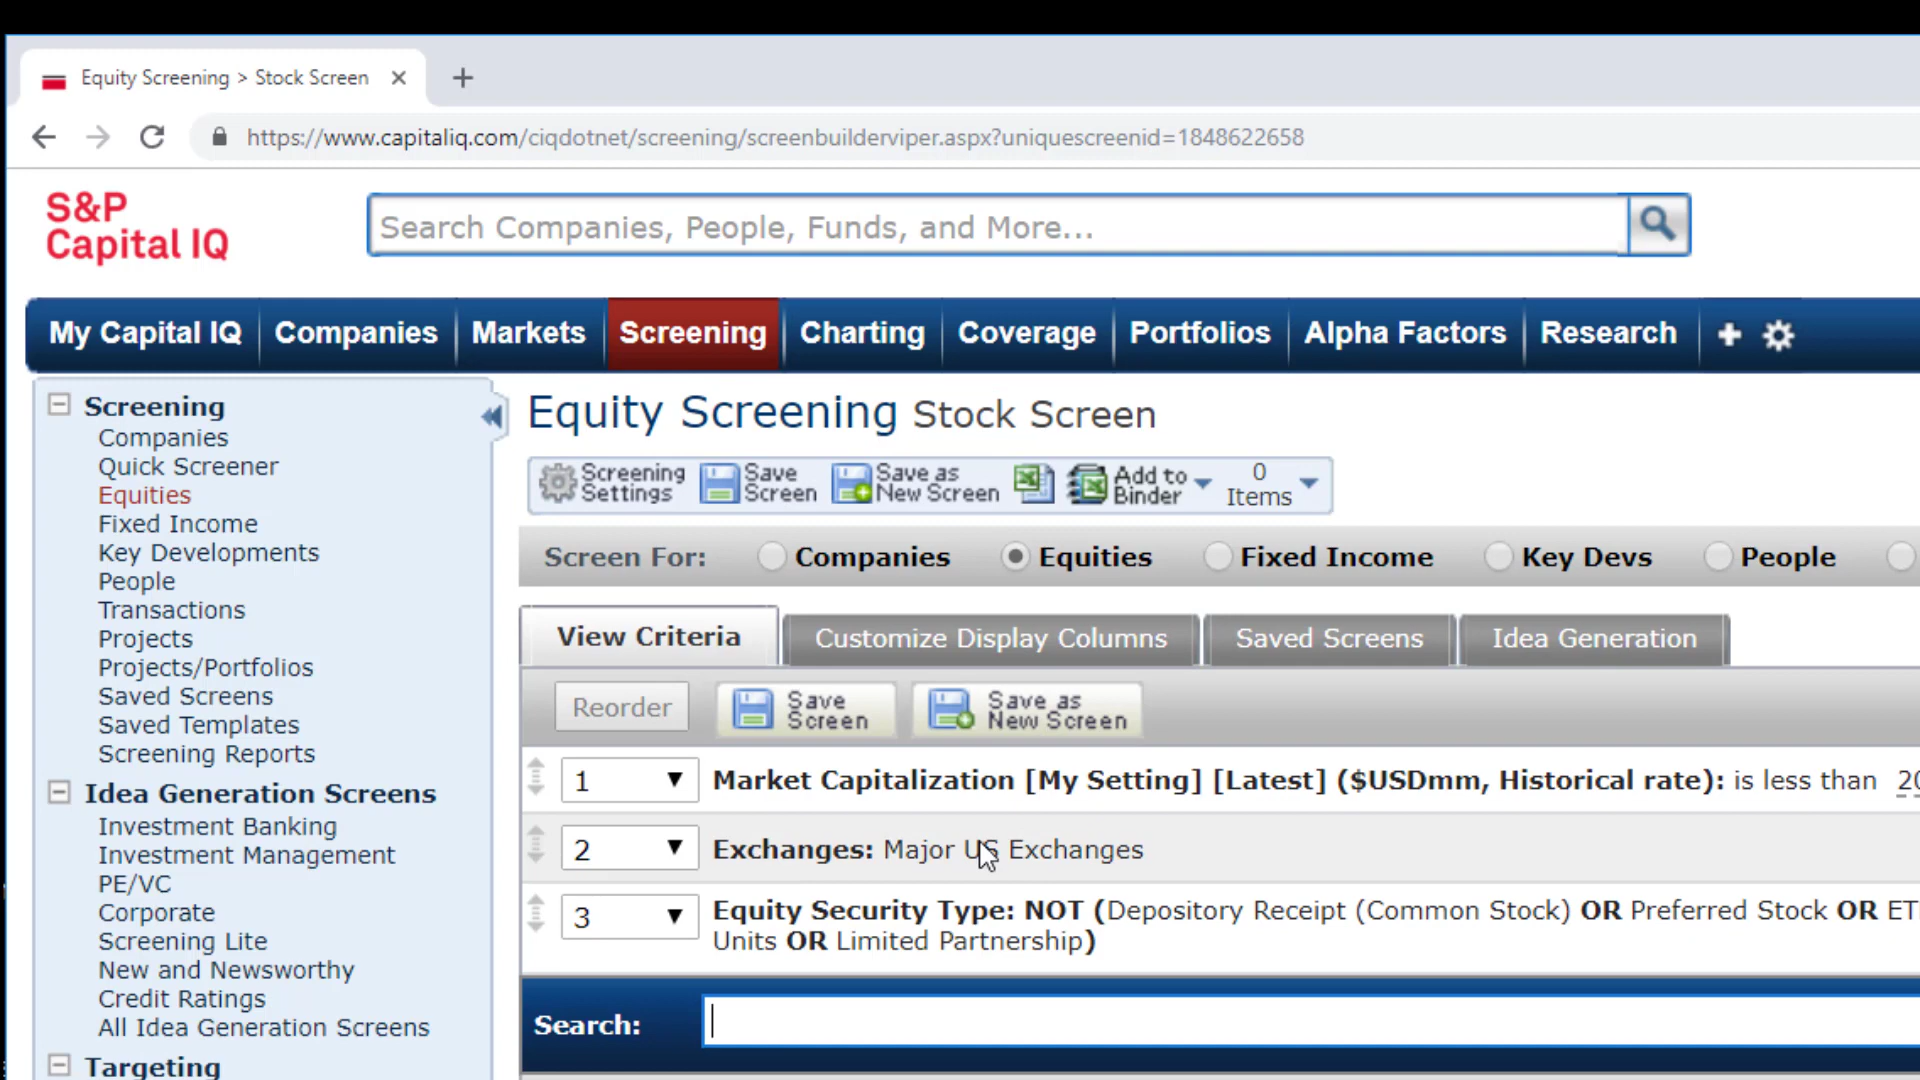 Equity Screening > Stock Screen
https://www.capitaliq.com/ciqdotnet/screening/screenbuilderviper.aspx?uniquescreenid=1848622658
S&P
Capital IQ
Search Companies, People, Funds, and More...
My Capital IQ Companies Markets Screening Charting Coverage Portfolios Alpha Factors Research
Screening
Companies
Quick Screener
Equities
Fixed Income
Key Developments
People
Transactions
Projects
Projects/Portfolios
Saved Screens
Saved Templates
Screening Reports
Idea Generation Screens
Investment Banking
Investment Management
PE/VC
Corporate
Screening Lite
New and Newsworthy
Credit Ratings
All Idea Generation Screens
Targeting
Equity Screening Stock Screen
Screening Settings Save Screen Save as New Screen Add to Binder 0 Items
Screen For: Companies Equities Fixed Income Key Devs People
View Criteria Customize Display Columns Saved Screens Idea Generation
Reorder Save Screen Save as New Screen
1 Market Capitalization [My Setting] [Latest] ($USDmm, Historical rate): is less than 20
2 Exchanges: Major US Exchanges
3 Equity Security Type: NOT (Depository Receipt (Common Stock) OR Preferred Stock OR
Units OR Limited Partnership)
Search: